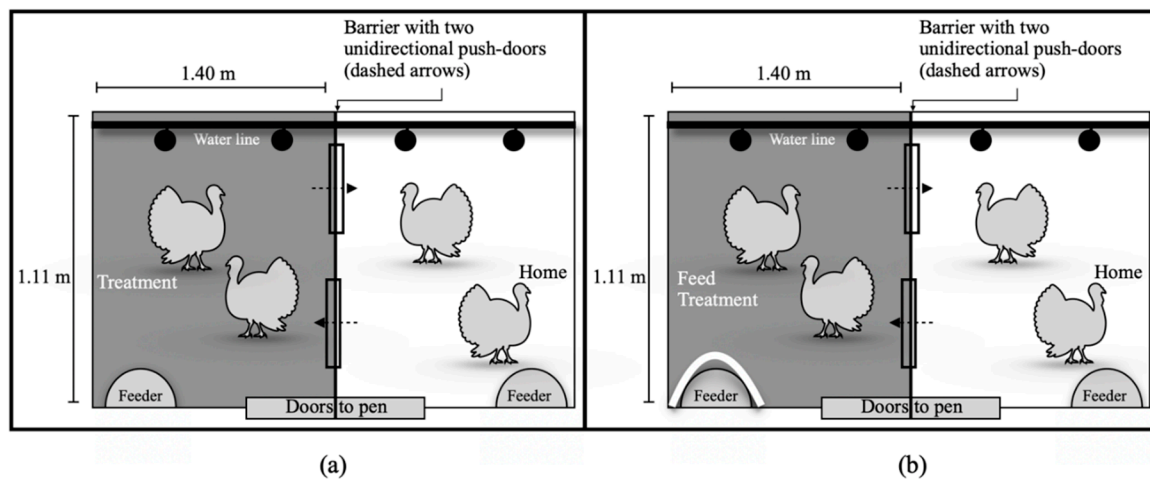 Barrier with two
unidirectional push-doors
(dashed arrows)
1.40 m
Water line
1.11 m
Treatment
Home
Feeder
Doors to pen
Feeder
(a)
Barrier with two
unidirectional push-doors
(dashed arrows)
1.40 m
Water line
1.11 m
Feed
Treatment
Home
Feeder
Doors to pen
Feeder
(b)